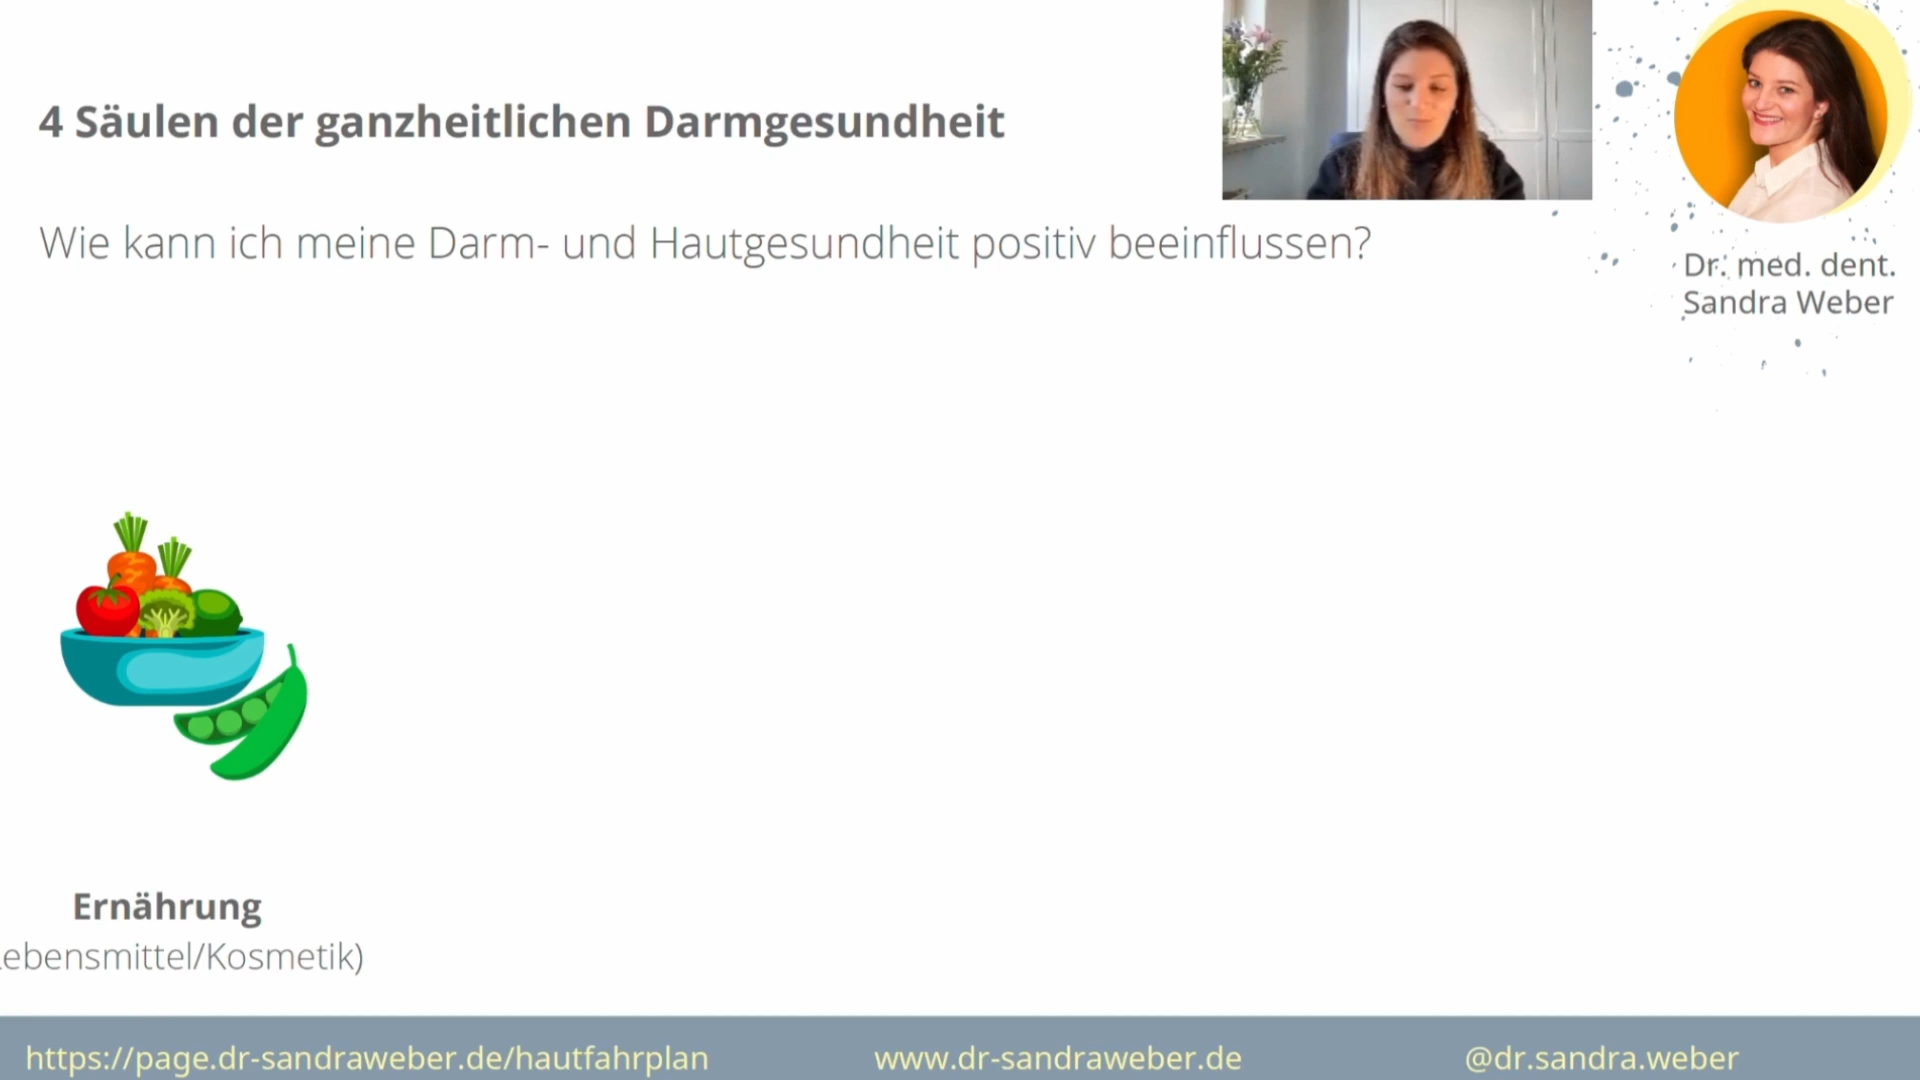 4 Säulen der ganzheitlichen Darmgesundheit
Wie kann ich meine Darm- und Hautgesundheit positiv beeinflussen?
Dr. med. dent.
Sandra Weber
Ernährung
ebensmittel/Kosmetik)
https://page.dr-sandraweber.de/hautfahrplan
www.dr-sandraweber.de
@dr.sandra.weber